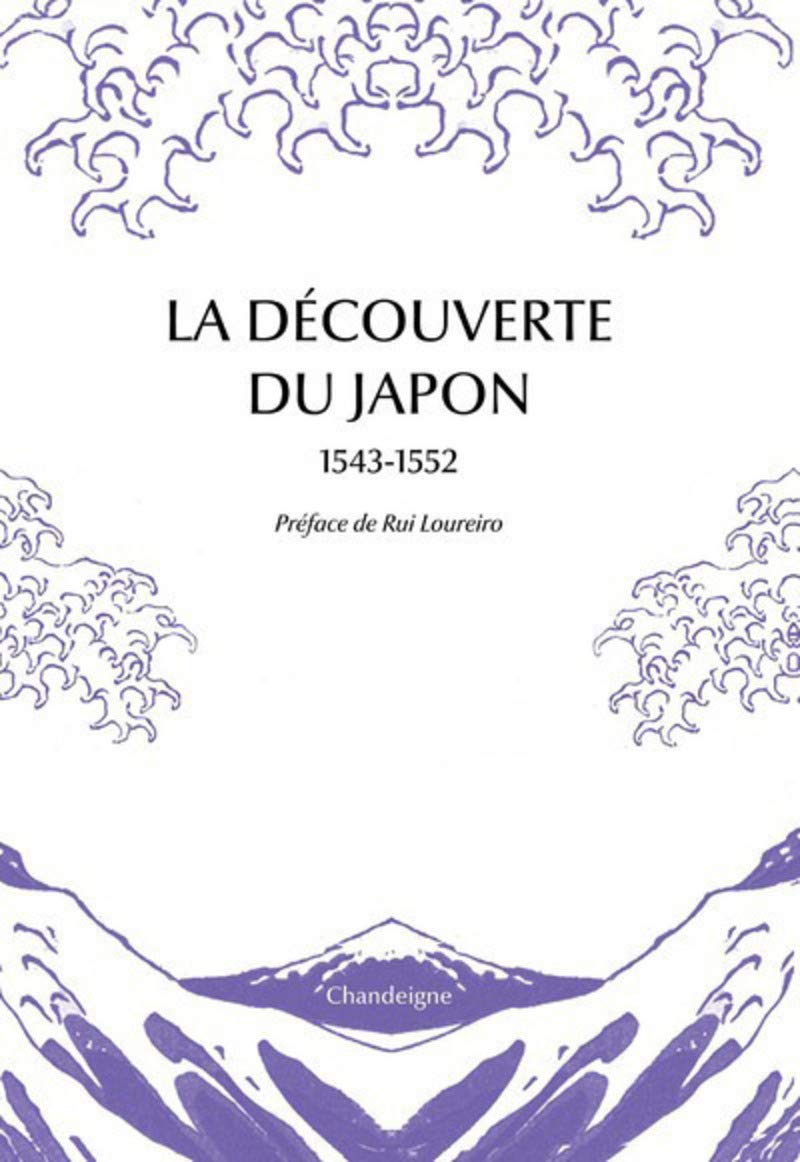 LA DÉCOUVERTE
DU JAPON
1543-1552
Préface de Rui Loureiro
Chandeigne